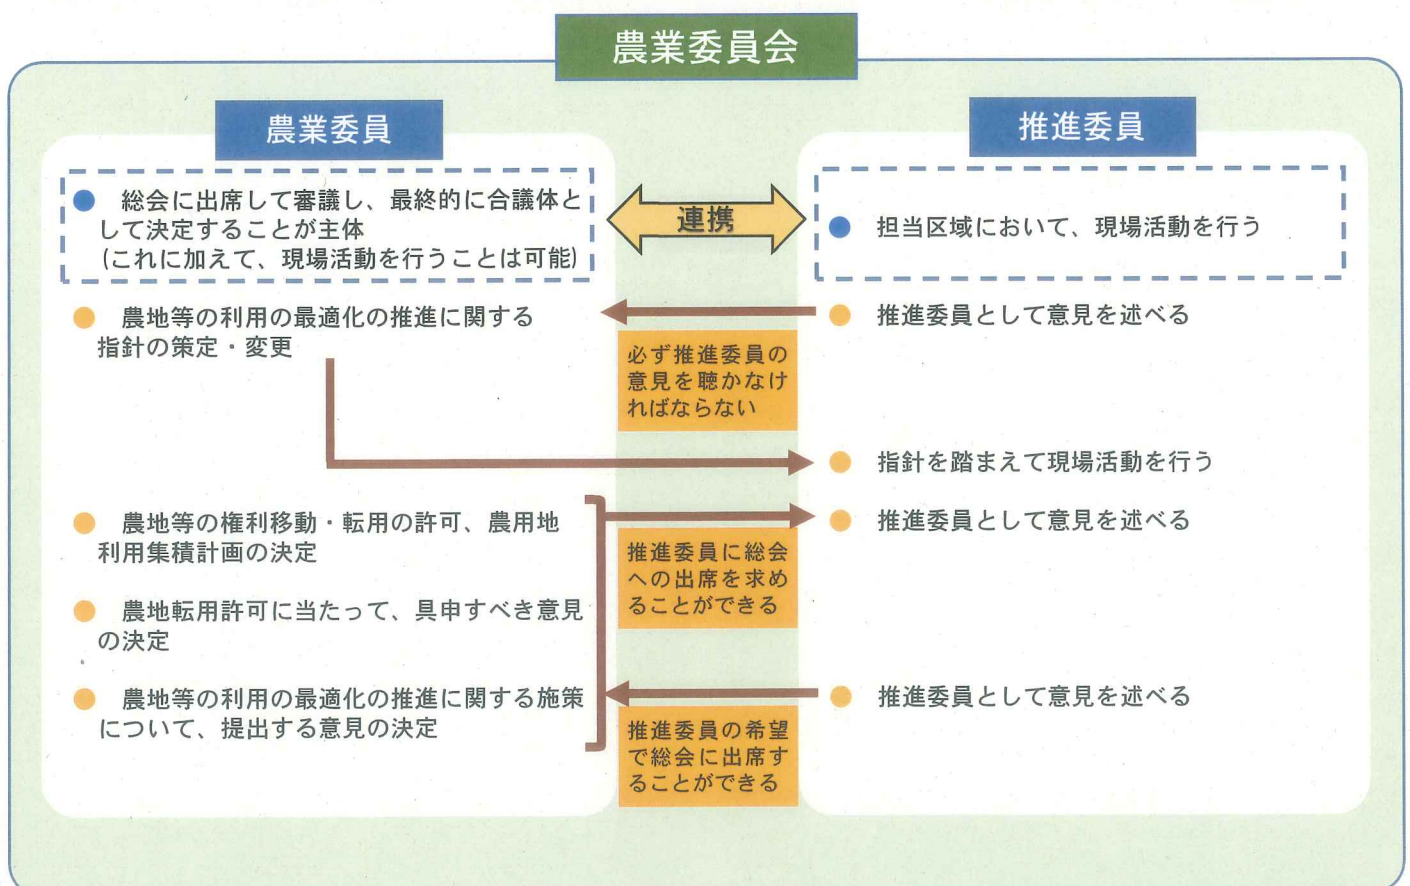 農業委員会
農業委員
● 総会に出席して審議し、最終的に合議体と
して決定することが主体
(これに加えて、現場活動を行うことは可能)
● 農地等の利用の最適化の推進に関する
指針の策定・変更
● 農地等の権利移動・転用の許可、農用地
利用集積計画の決定
● 農地転用許可に当たって、具申すべき意見
の決定
● 農地等の利用の最適化の推進に関する施策
について、提出する意見の決定
連携
必ず推進委員の
意見を聴かなけ
ればならない
推進委員に総会
への出席を求め
ることができる
推進委員の希望
で総会に出席す
ることができる
推進委員
● 担当区域において、現場活動を行う
● 推進委員として意見を述べる
● 指針を踏まえて現場活動を行う
● 推進委員として意見を述べる
● 推進委員として意見を述べる